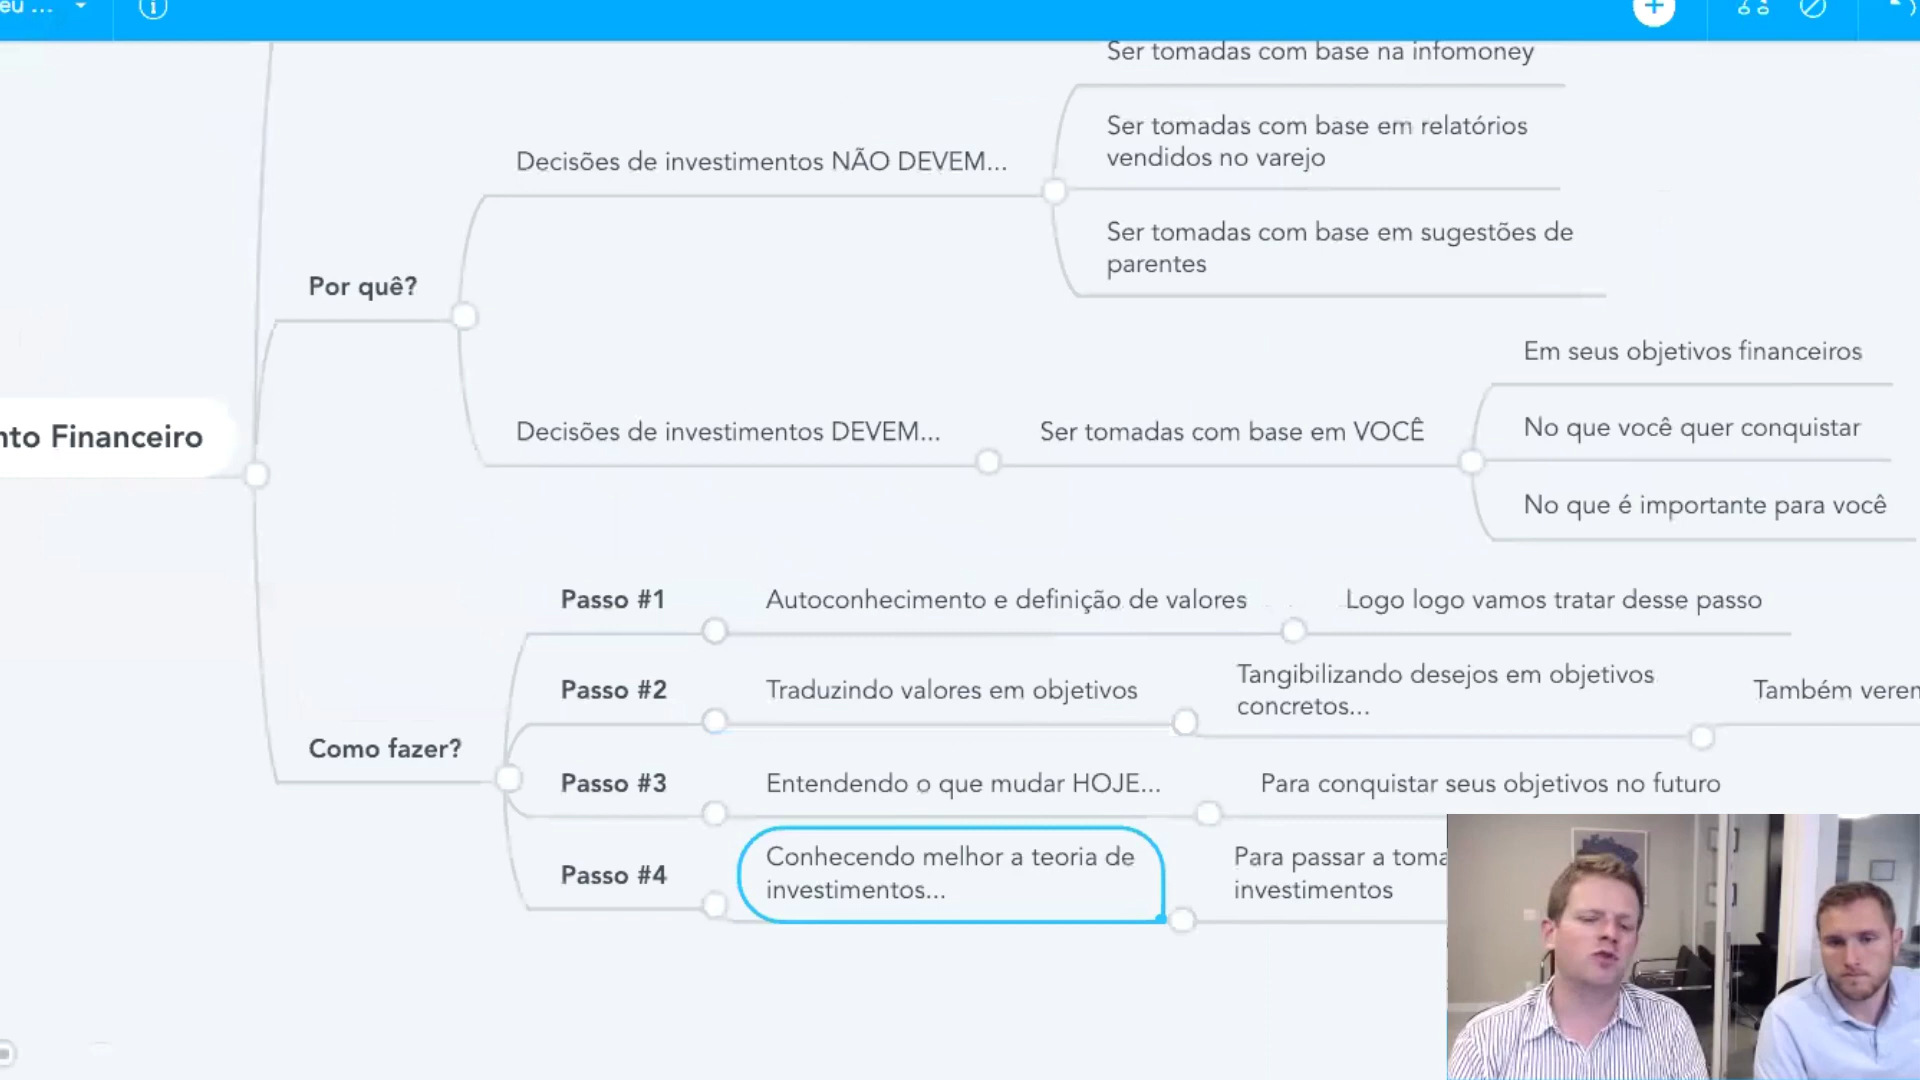 eu ...
Ser tomadas com base na infomoney
Ser tomadas com base em relatórios
vendidos no varejo
Decisões de investimentos NÃO DEVEM...
Ser tomadas com base em sugestões de
parentes
Por quê?
Em seus objetivos financeiros
Decisões de investimentos DEVEM...
Ser tomadas com base em VOCÊ
No que você quer conquistar
No que é importante para você
nto Financeiro
Passo #1
Autoconhecimento e definição de valores
Logo logo vamos tratar desse passo
Passo #2
Traduzindo valores em objetivos
Tangibilizando desejos em objetivos
concretos...
Também veren
Como fazer?
Passo #3
Entendendo o que mudar HOJE...
Para conquistar seus objetivos no futuro
Passo #4
Conhecendo melhor a teoria de
investimentos...
Para passar a toma
investimentos